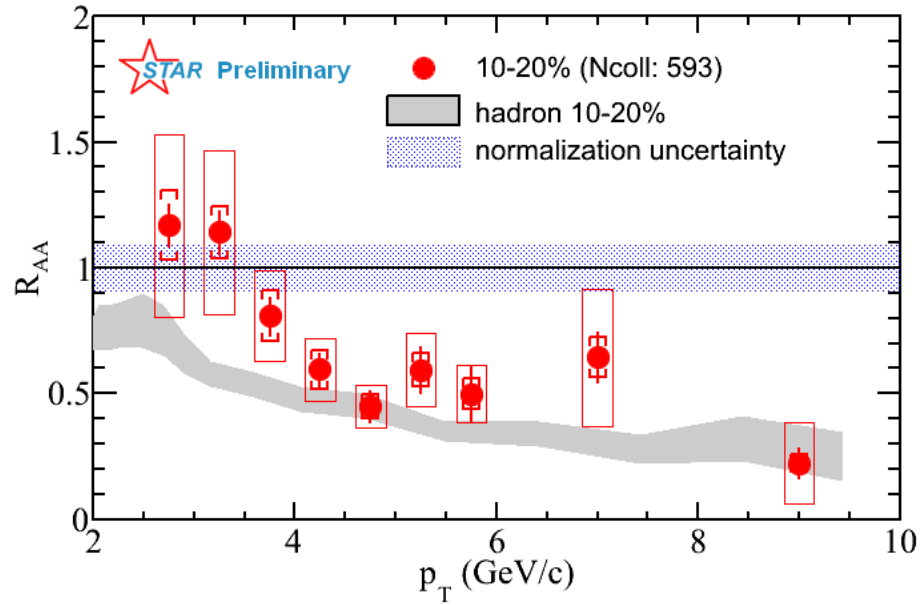 2
STAR Preliminary
10-20% (Ncoll: 593)
hadron 10-20%
1.5
normalization uncertainty
R_AA
1
0.5
0
2 4 6 8 10
p_T (GeV/c)